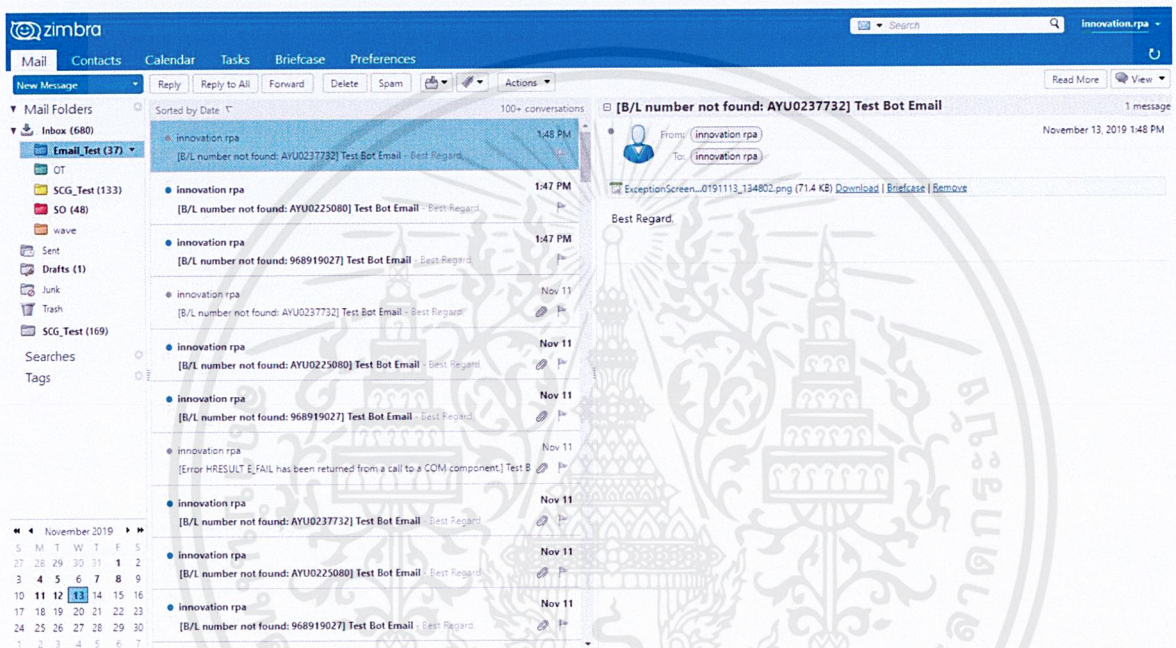 zimbra
Search
innovation.rpa
Mail Contacts Calendar Tasks Briefcase Preferences
New Message
Reply Reply to All Forward Delete Spam Actions
Read More View
Mail Folders
Inbox (680)
Email_Test (37)
OT
SCG_Test (133)
SO (48)
wave
Sent
Drafts (1)
Junk
Trash
SCG_Test (169)
Searches
Tags
November 2019
S M T W T F S
27 28 29 30 31 1 2
3 4 5 6 7 8 9
10 11 12 13 14 15 16
17 18 19 20 21 22 23
24 25 26 27 28 29 30
1 2 3 4 5 6 7
Sorted by Date 100+ conversations
innovation rpa 1:48 PM
[B/L number not found: AYU0237732] Test Bot Email - Best Regard.
innovation rpa 1:47 PM
[B/L number not found: AYU0225080] Test Bot Email - Best Regard.
innovation rpa 1:47 PM
[B/L number not found: 968919027] Test Bot Email - Best Regard.
innovation rpa Nov 11
[B/L number not found: AYU0237732] Test Bot Email - Best Regard.
innovation rpa Nov 11
[B/L number not found: AYU0225080] Test Bot Email - Best Regard.
innovation rpa Nov 11
[B/L number not found: 968919027] Test Bot Email - Best Regard.
innovation rpa Nov 11
[Error HRESULT E_FAIL has been returned from a call to a COM component.] Test B
innovation rpa Nov 11
[B/L number not found: AYU0237732] Test Bot Email - Best Regard.
innovation rpa Nov 11
[B/L number not found: AYU0225080] Test Bot Email - Best Regard.
innovation rpa Nov 11
[B/L number not found: 968919027] Test Bot Email - Best Regard.
[B/L number not found: AYU0237732] Test Bot Email 1 message
From: innovation rpa November 13, 2019 1:48 PM
To: innovation rpa
ExceptionScreen...0191113_134802.png (71.4 KB) Download | Briefcase | Remove
Best Regard.